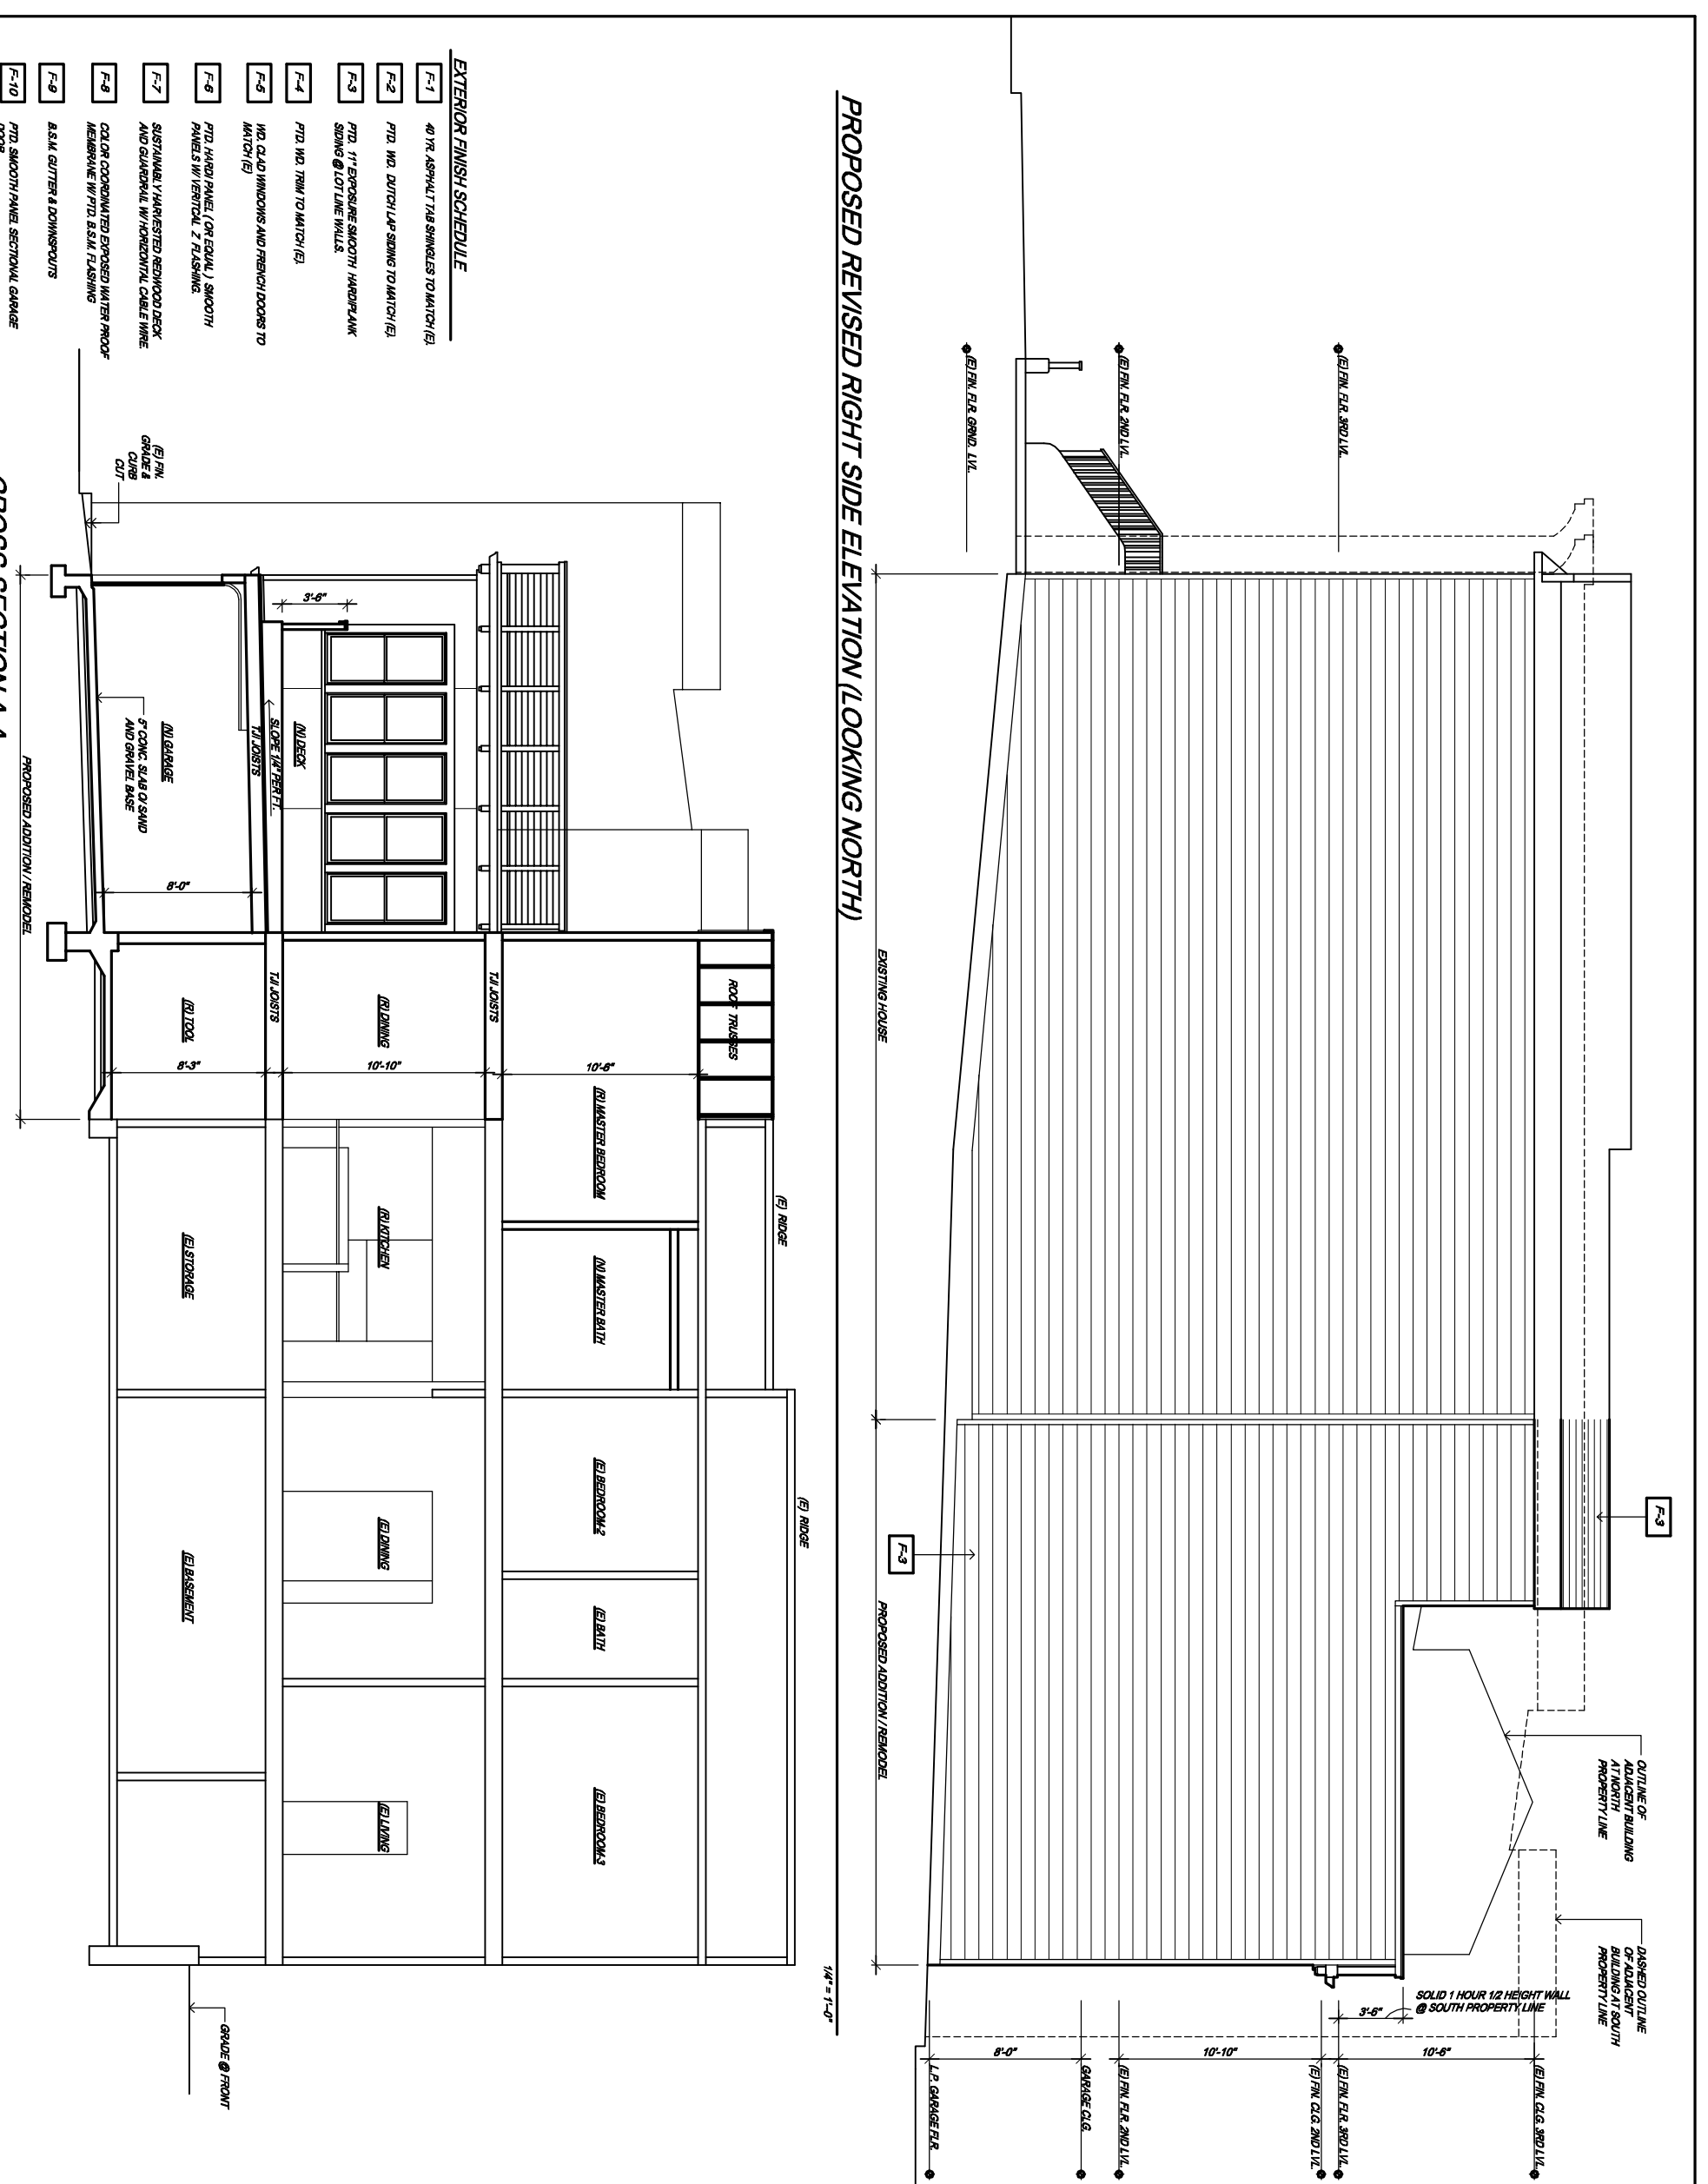 (E) FIN. FLR. 3RD LVL.
(E) FIN. FLR. 2ND LVL.
(E) FIN. FLR. GRND. LVL.
F-3
F-3
OUTLINE OF
ADJACENT BUILDING
AT NORTH
PROPERTY LINE
DASHED OUTLINE
OF ADJACENT
BUILDING AT SOUTH
PROPERTY LINE
SOLID 1 HOUR 1/2 HEIGHT WALL
@ SOUTH PROPERTY LINE
3'-6"
10'-6"
10'-10"
8'-0"
(E) FIN. CLG. 3RD LVL.
(E) FIN. FLR. 3RD LVL.
(E) FIN. CLG. 2ND LVL.
(E) FIN. FLR. 2ND LVL.
GARAGE CLG.
L.P. GARAGE FLR.
EXISTING HOUSE
PROPOSED ADDITION / REMODEL
PROPOSED REVISED RIGHT SIDE ELEVATION (LOOKING NORTH)
1/4" = 1'-0"
EXTERIOR FINISH SCHEDULE
F-1
40 YR. ASPHALT TAB SHINGLES TO MATCH (E).
F-2
PTD. WD. DUTCH LAP SIDING TO MATCH (E).
F-3
PTD. 11" EXPOSURE SMOOTH HARDIPLANK
SIDING @ LOT LINE WALLS.
F-4
PTD. WD. TRIM TO MATCH (E).
F-5
WD. CLAD WINDOWS AND FRENCH DOORS TO
MATCH (E)
F-6
PTD. HARDI PANEL ( OR EQUAL ) SMOOTH
PANELS W/ VERITCAL Z FLASHING.
F-7
SUSTAINABLY HARVESTED REDWOOD DECK
AND GUARDRAIL W/ HORIZONTAL CABLE WIRE.
F-8
COLOR COORDINATED EXPOSED WATER PROOF
MEMBRANE W/ PTD. B.S.M. FLASHING
F-9
B.S.M. GUTTER & DOWNSPOUTS
F-10
PTD. SMOOTH PANEL SECTIONAL GARAGE
DOOR
(E) RIDGE
(E) RIDGE
ROOF TRUSSES
10'-6"
(R) MASTER BEDROOM
(N) MASTER BATH
(E) BEDROOM-2
(E) BATH
(E) BEDROOM-3
TJI JOISTS
3'-6"
(N) DECK
SLOPE 1/4" PER FT.
TJI JOISTS
(R) DINING
10'-10"
(R) KITCHEN
(E) DINING
(E) LIVING
TJI JOISTS
(N) GARAGE
5" CONC. SLAB O/ SAND
AND GRAVEL BASE
8'-0"
(R) TOOL
8'-3"
(E) STORAGE
(E) BASEMENT
(E) FIN.
GRADE &
CURB
CUT
GRADE @ FRONT
PROPOSED ADDITION / REMODEL
CROSS SECTION A-A